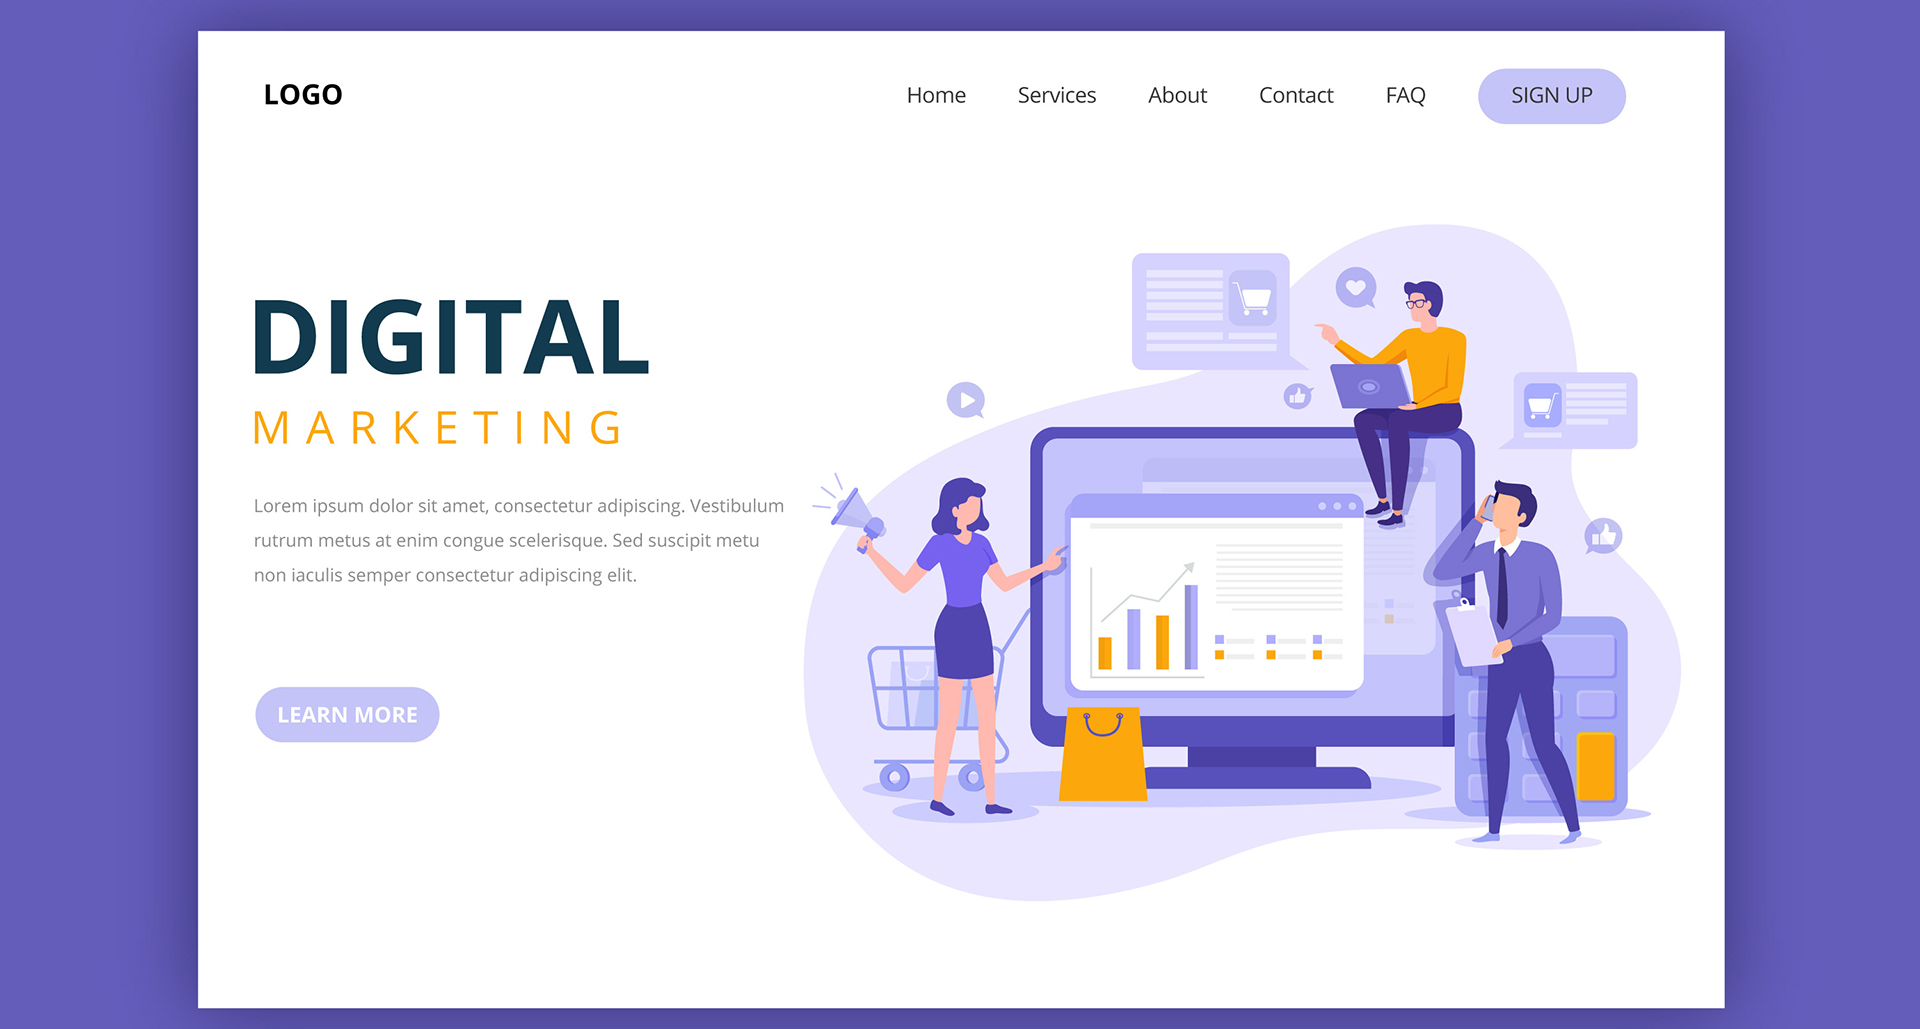 LOGO
Home
Services
About
Contact
FAQ
SIGN UP
DIGITAL
MARKETING
Lorem ipsum dolor sit amet, consectetur adipiscing. Vestibulum
rutrum metus at enim congue scelerisque. Sed suscipit metu
non iaculis semper consectetur adipiscing elit.
LEARN MORE